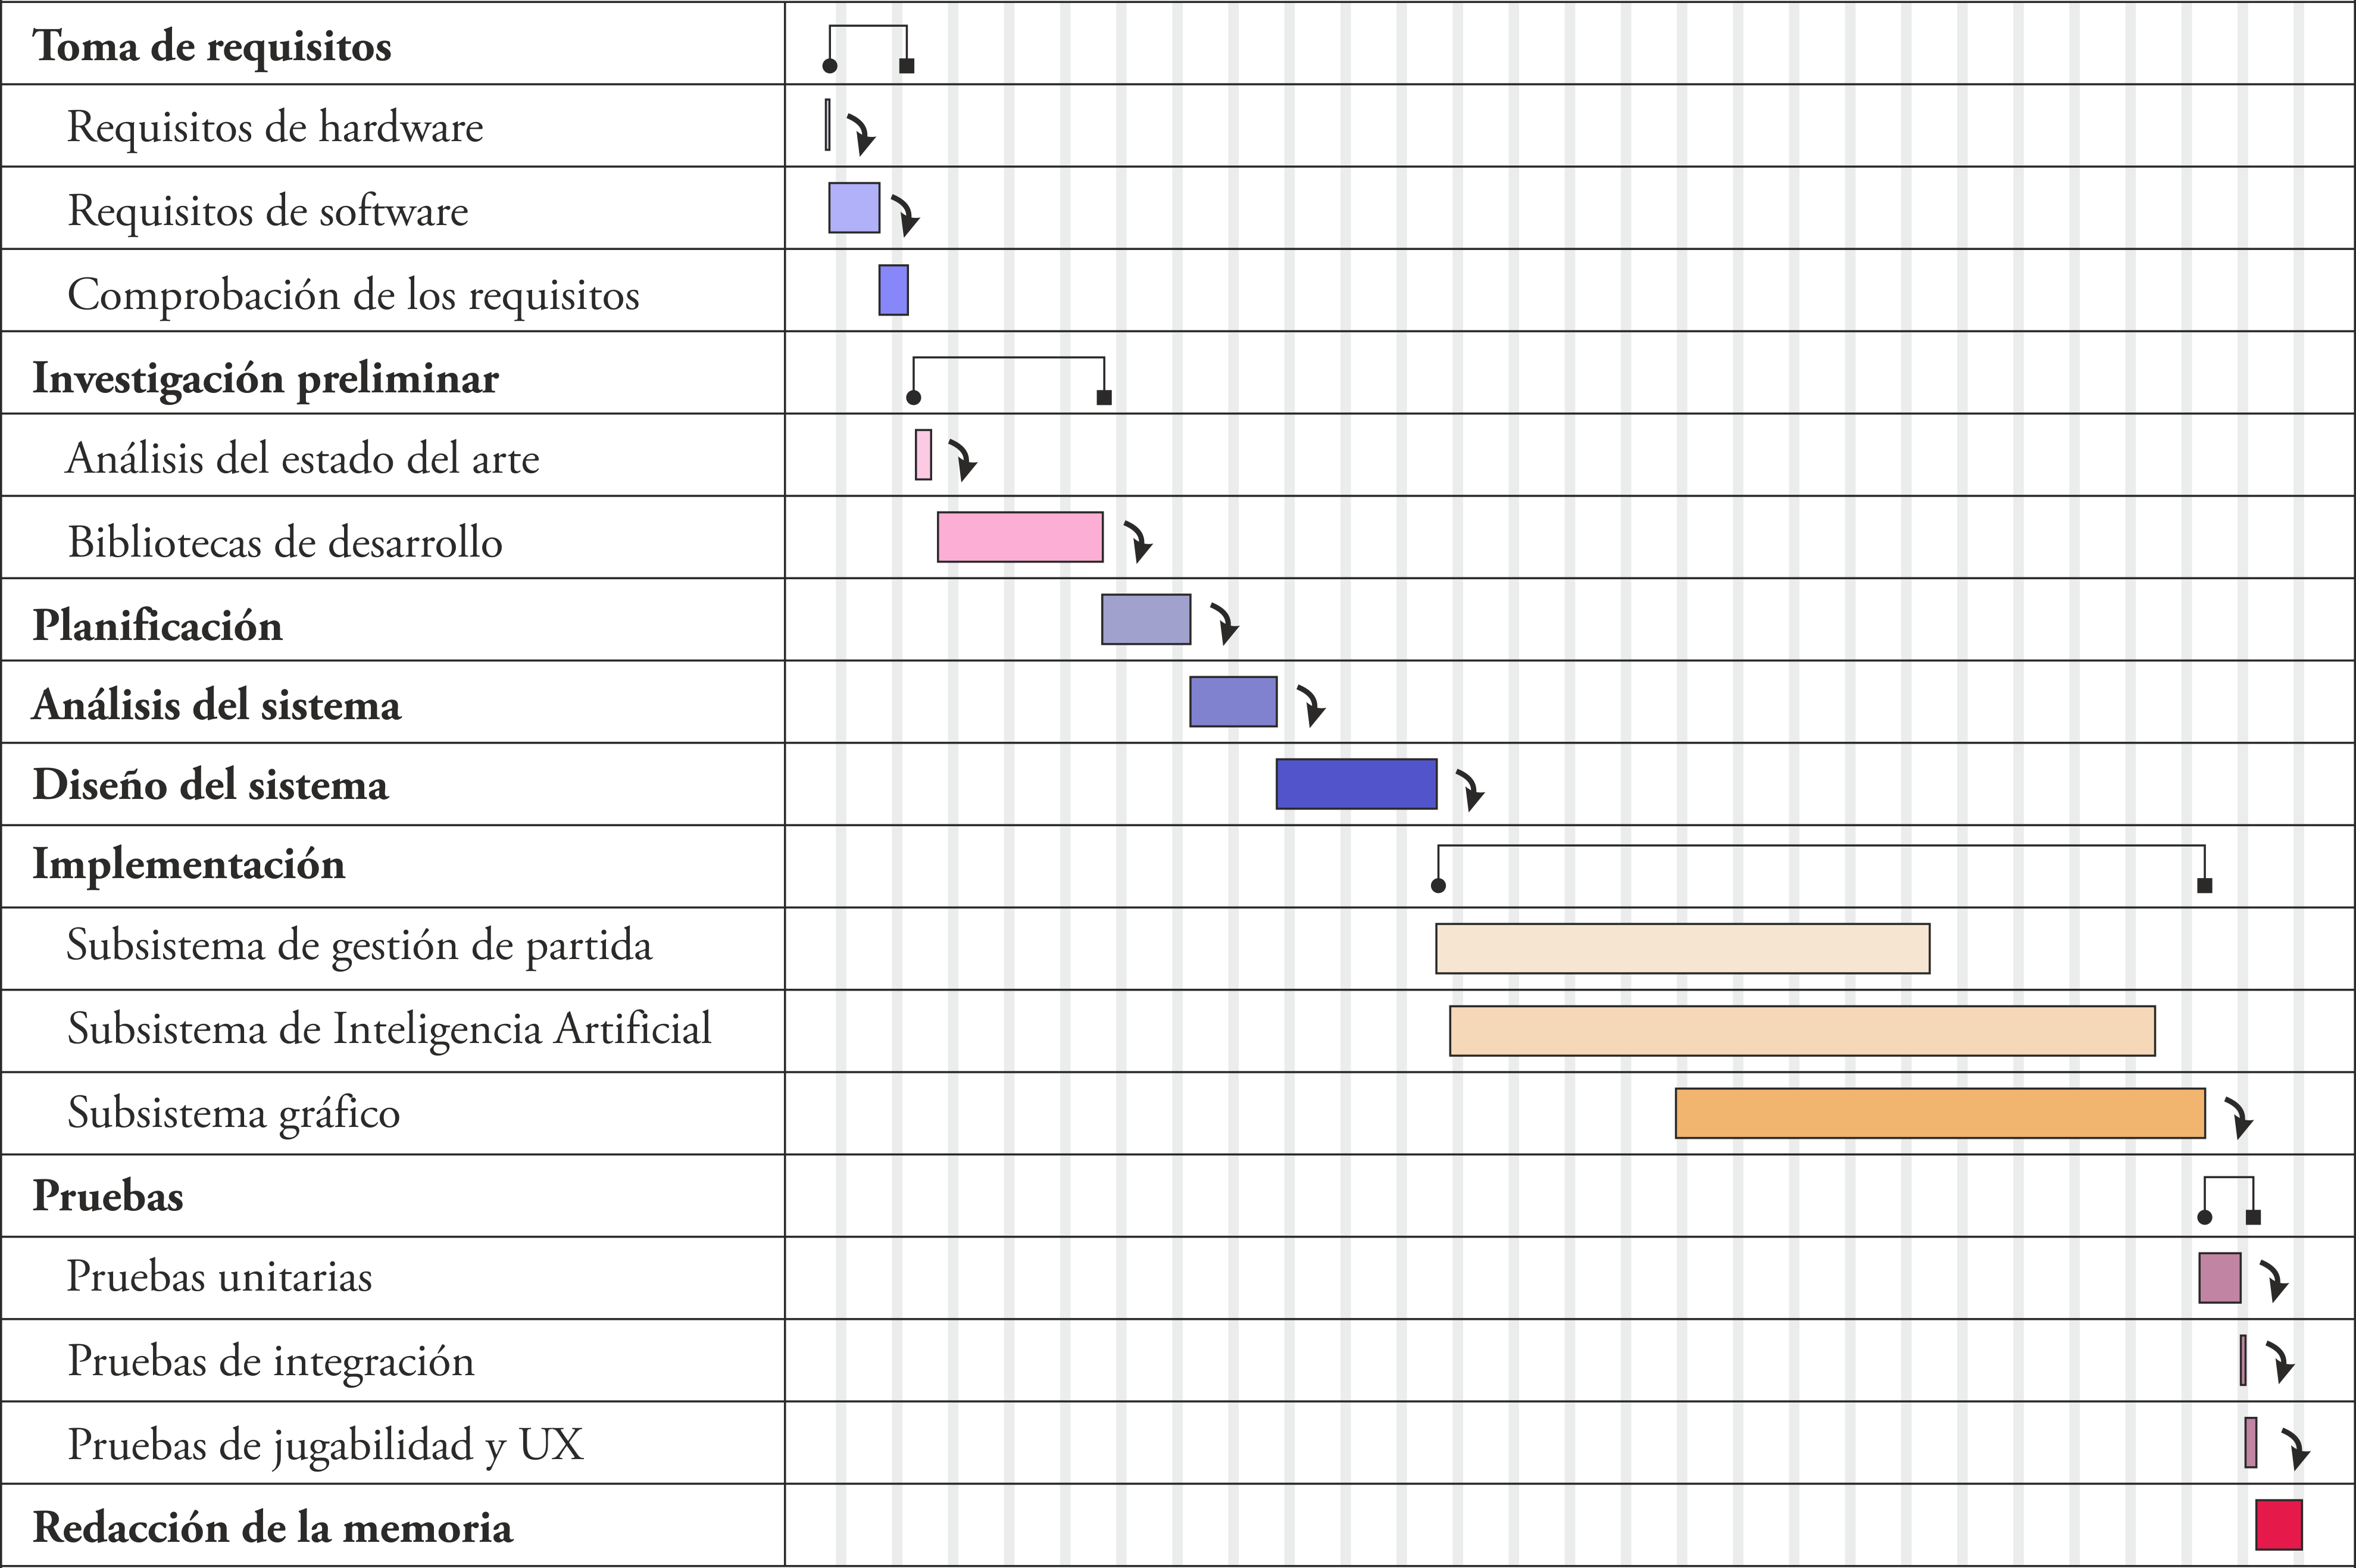 Toma de requisitos
Requisitos de hardware
Requisitos de software
Comprobación de los requisitos
Investigación preliminar
Análisis del estado del arte
Bibliotecas de desarrollo
Planificación
Análisis del sistema
Diseño del sistema
Implementación
Subsistema de gestión de partida
Subsistema de Inteligencia Artificial
Subsistema gráfico
Pruebas
Pruebas unitarias
Pruebas de integración
Pruebas de jugabilidad y UX
Redacción de la memoria